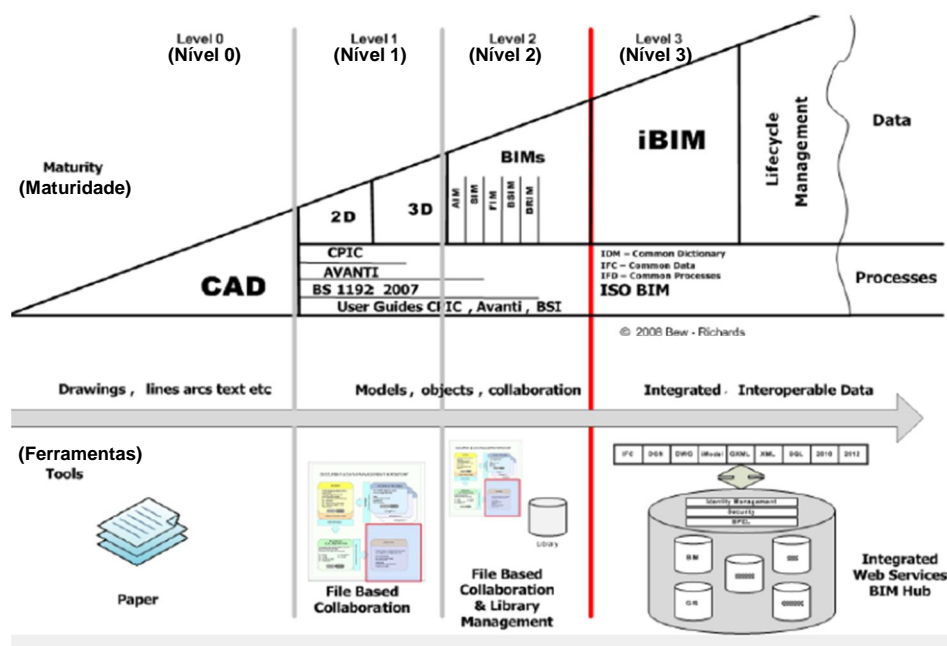 Level 0
(Nível 0)
Level 1
(Nível 1)
Level 2
(Nível 2)
Level 3
(Nível 3)
Maturity
(Maturidade)
CAD
2D
3D
BIMs
AIM
SIM
FIM
BSIM
BRIM
iBIM
Lifecycle
Management
Data
CPIC
AVANTI
BS 1192 2007
User Guides CPIC , Avanti , BSI
IDM – Common Dictionary
IFC – Common Data
IFD – Common Processes
ISO BIM
Processes
© 2008 Bew - Richards
Drawings , lines arcs text etc
Models , objects , collaboration
Integrated , Interoperable Data
(Ferramentas)
Tools
Paper
File Based
Collaboration
Library
File Based
Collaboration
& Library
Management
IFC DGN DWG iModel GXML XML SQL 2010 2012
Identity Management
Security
BPEL
BIM
GIS
Integrated
Web Services
BIM Hub